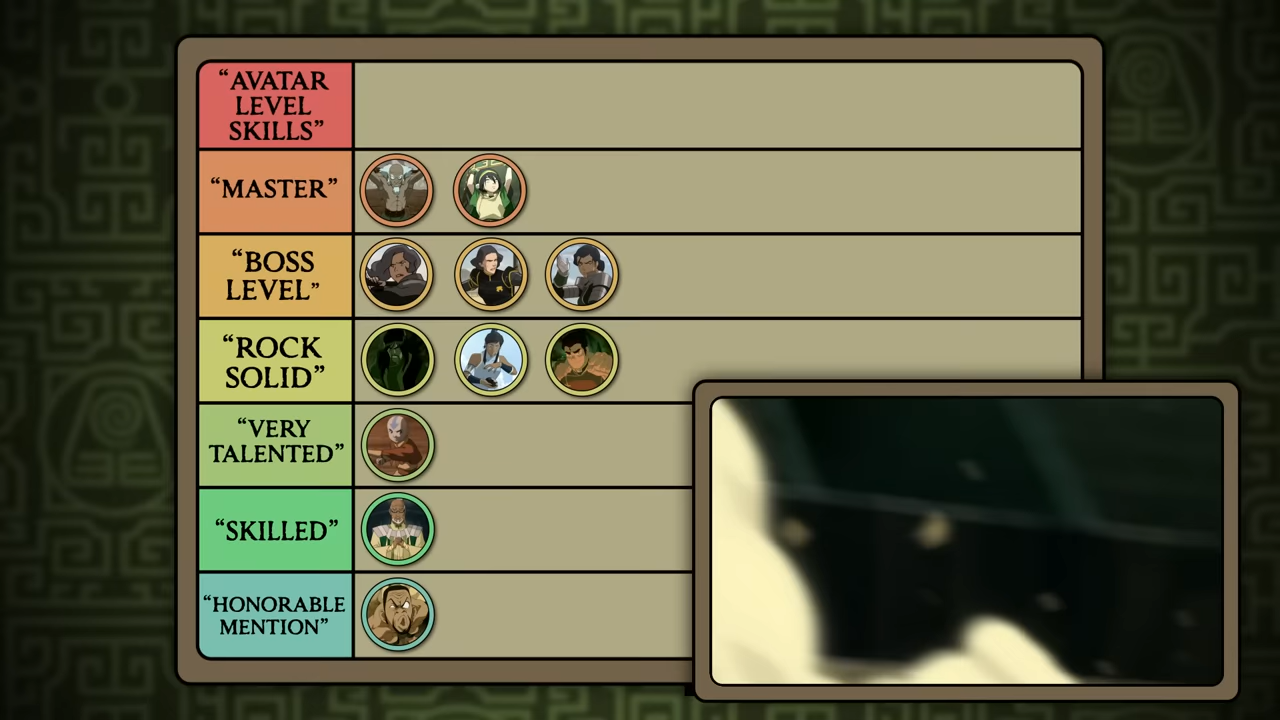 “AVATAR
LEVEL
SKILLS”
“MASTER”
“BOSS
LEVEL”
“ROCK
SOLID”
“VERY
TALENTED”
“SKILLED”
“HONORABLE
MENTION”